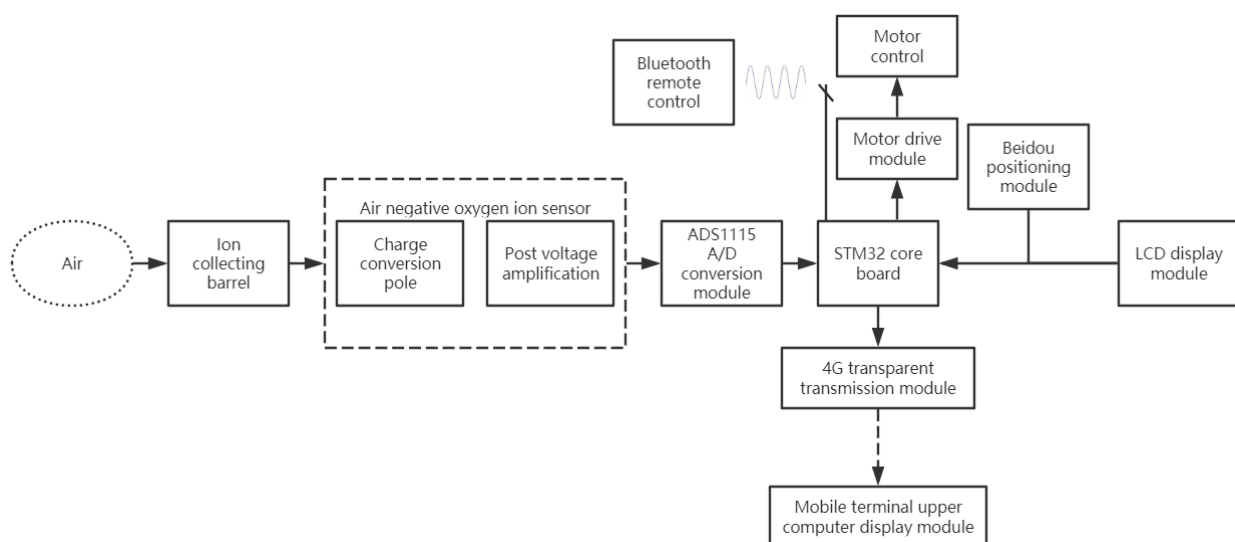 Motor
control
Bluetooth
remote
control
Motor drive
module
Beidou
positioning
module
Air negative oxygen ion sensor
Air
Ion
collecting
barrel
Charge
conversion
pole
Post voltage
amplification
ADS1115
A/D
conversion
module
STM32 core
board
LCD display
module
4G transparent
transmission module
Mobile terminal upper
computer display module